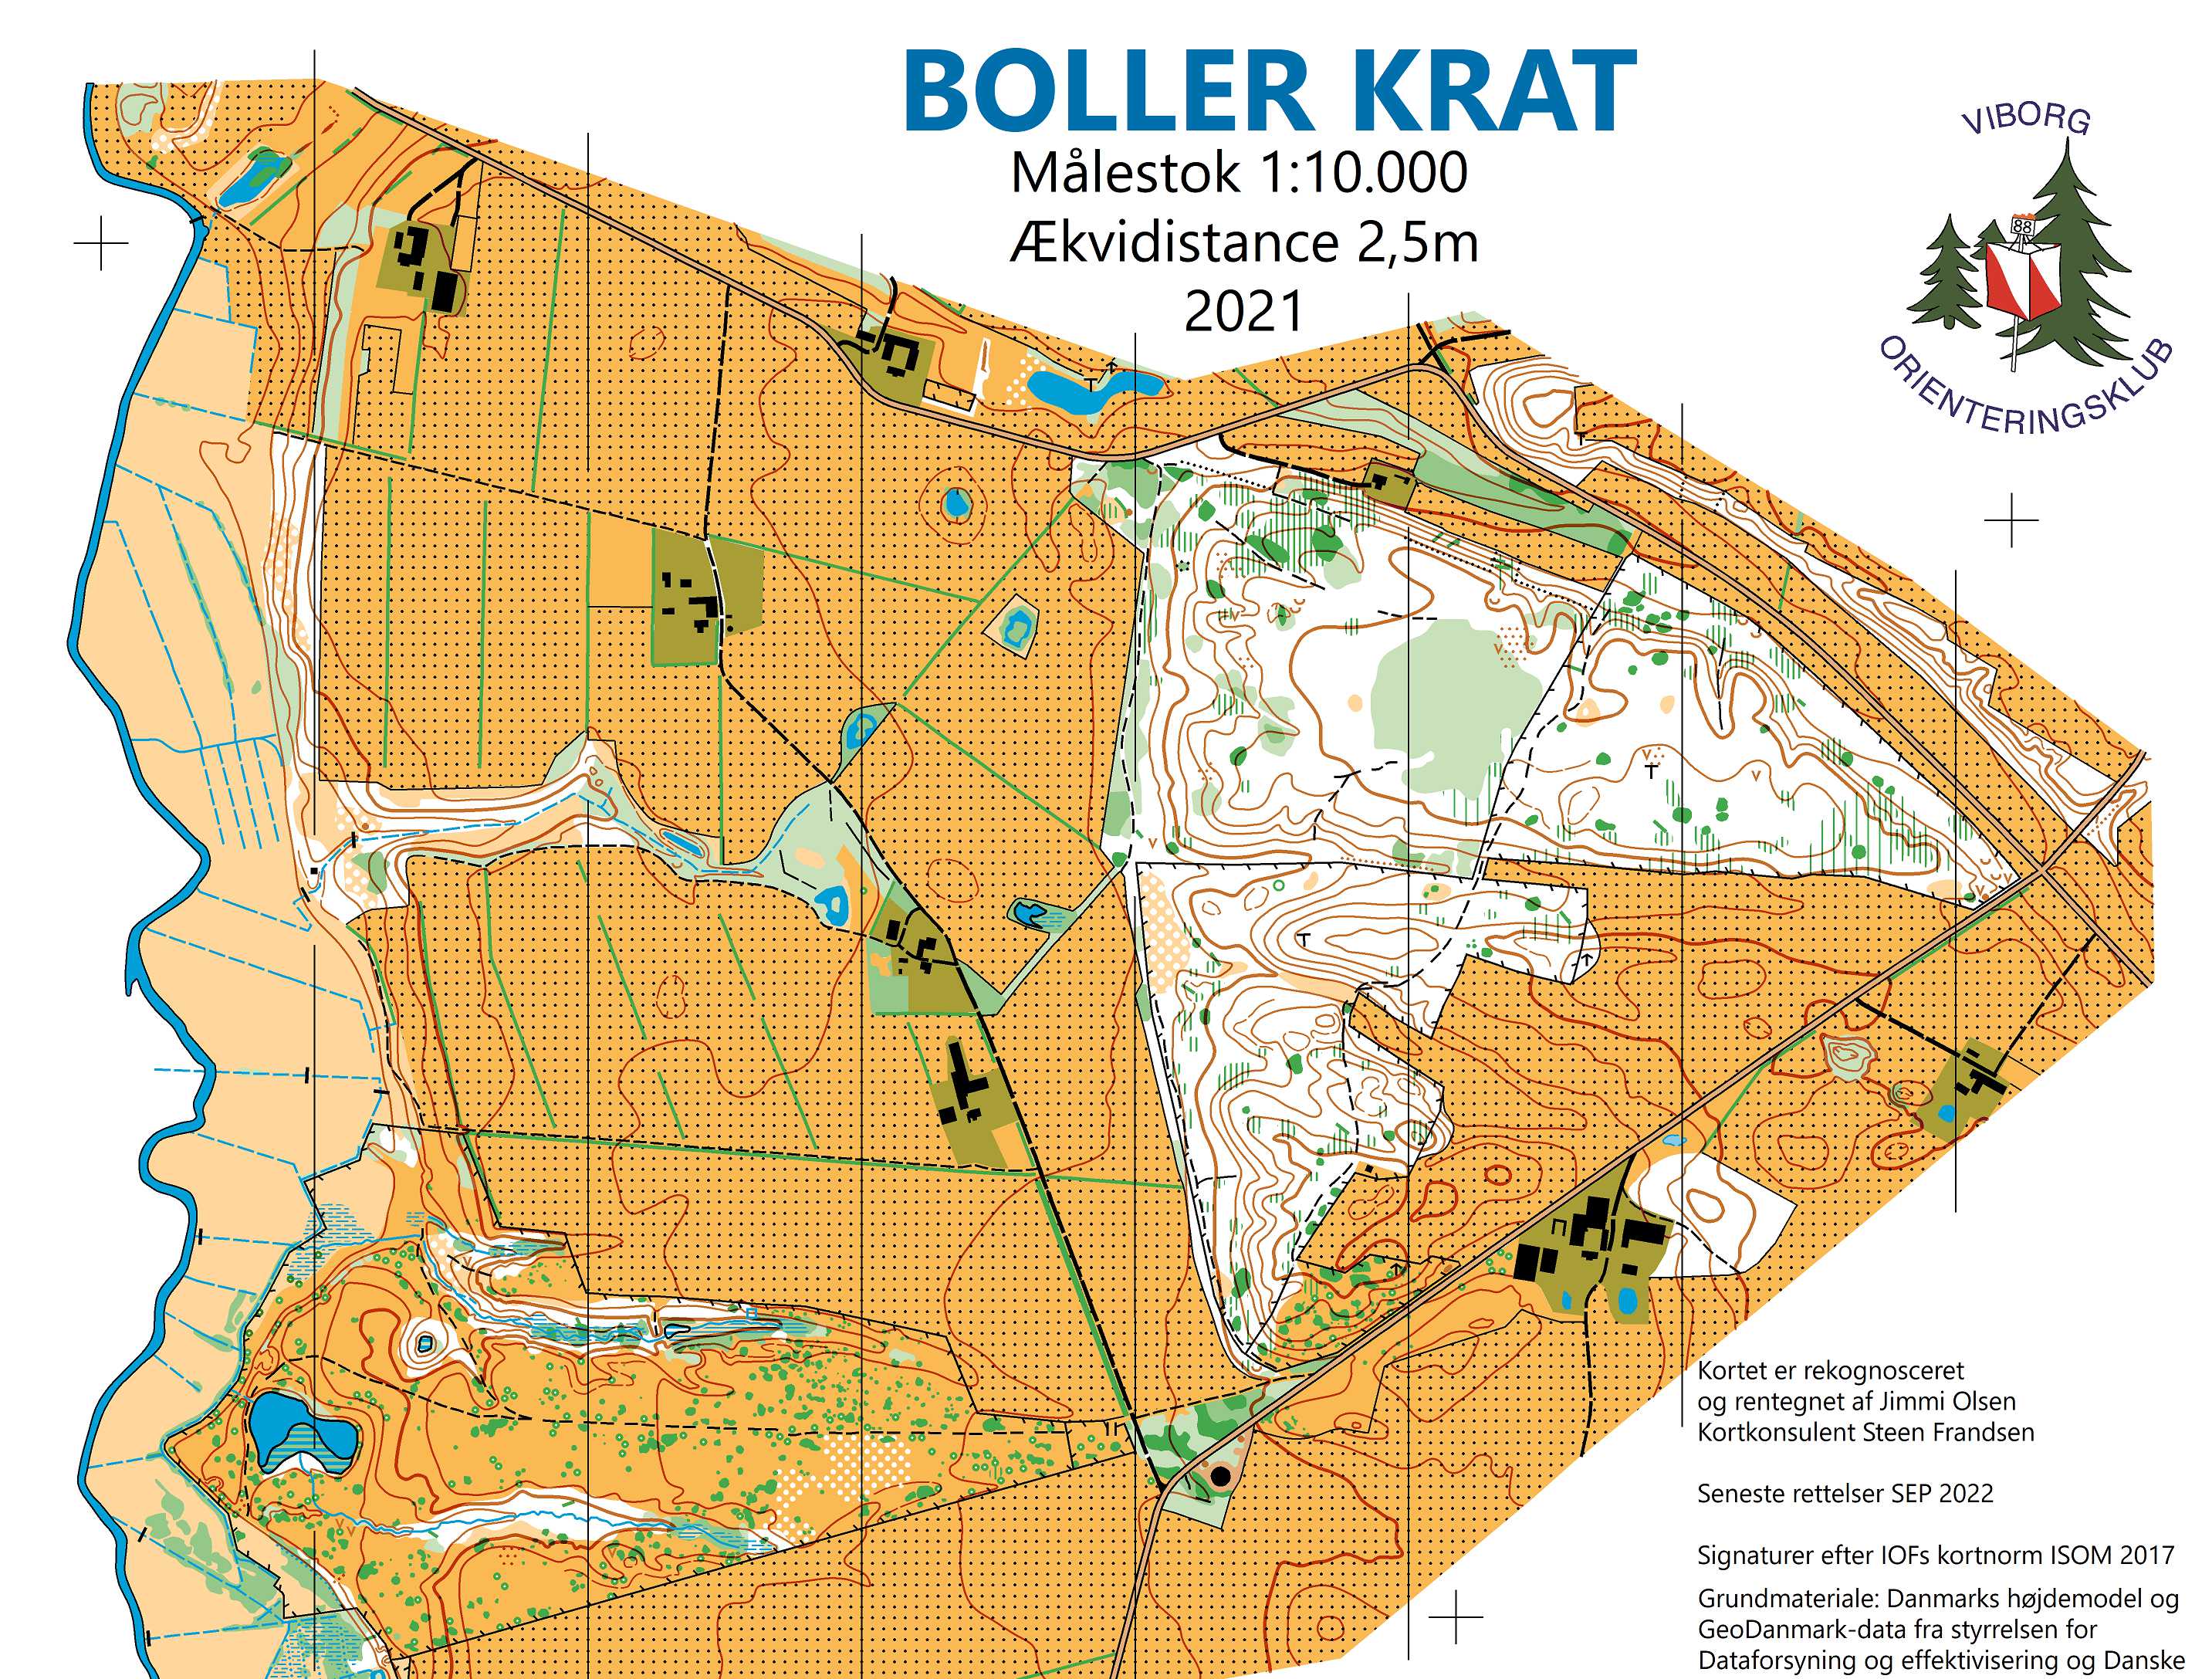 BOLLER KRAT
Målestok 1:10.000
Ækvidistance 2,5m
2021
VIBORG
88
ORIENTERINGSKLUB
Kortet er rekognosceret
og rentegnet af Jimmi Olsen
Kortkonsulent Steen Frandsen
Seneste rettelser SEP 2022
Signaturer efter IOFs kortnorm ISOM 2017
Grundmateriale: Danmarks højdemodel og
GeoDanmark-data fra styrrelsen for
Dataforsyning og effektivisering og Danske